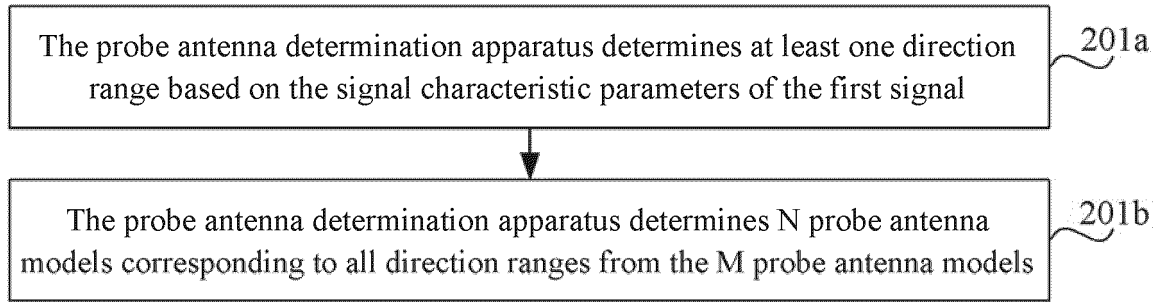 The probe antenna determination apparatus determines at least one direction
range based on the signal characteristic parameters of the first signal
201a
The probe antenna determination apparatus determines N probe antenna
models corresponding to all direction ranges from the M probe antenna models
201b